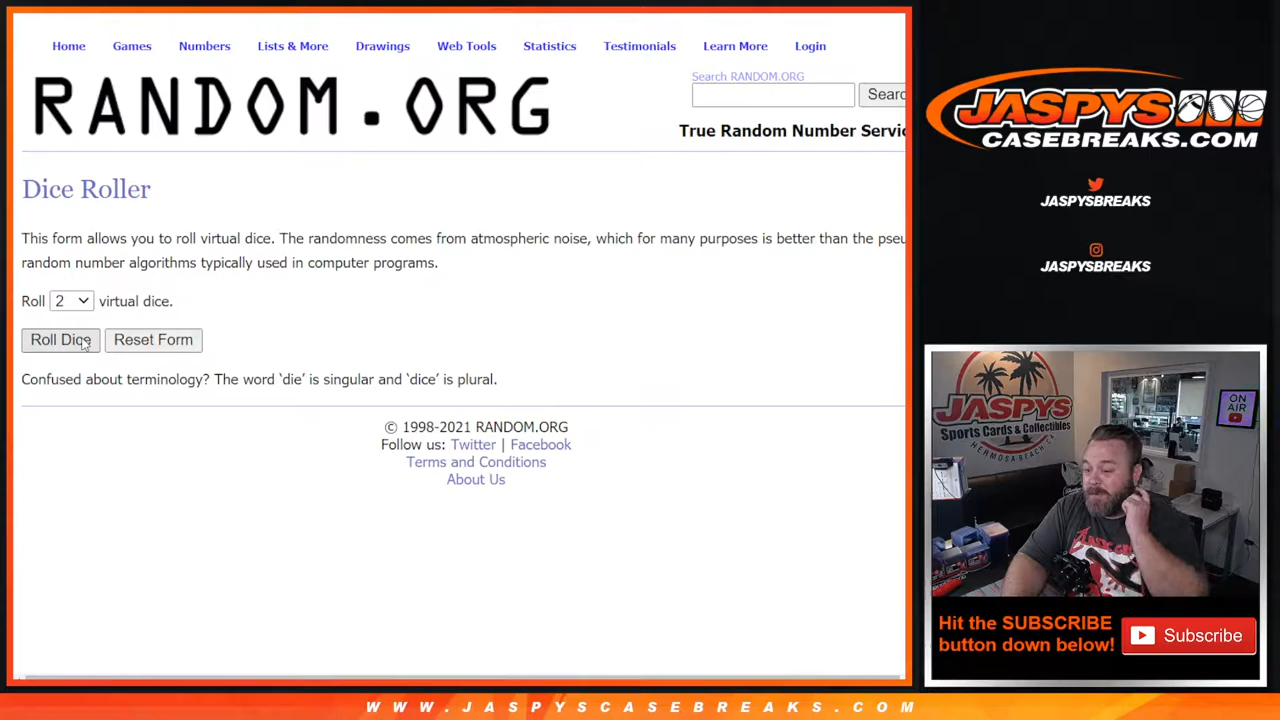 Home Games Numbers Lists & More Drawings Web Tools Statistics Testimonials Learn More Login
RANDOM.ORG
Search RANDOM.ORG
Searc
True Random Number Servic
Dice Roller
This form allows you to roll virtual dice. The randomness comes from atmospheric noise, which for many purposes is better than the pseu
random number algorithms typically used in computer programs.
Roll 2 virtual dice.
Roll Dice Reset Form
Confused about terminology? The word ‘die’ is singular and ‘dice’ is plural.
© 1998-2021 RANDOM.ORG
Follow us: Twitter | Facebook
Terms and Conditions
About Us
JASPYS
CASEBREAKS.COM
JASPYSBREAKS
JASPYSBREAKS
JASPYS
Sports Cards & Collectibles
HERMOSA BEACH, CA
ON
AIR
Hit the SUBSCRIBE
button down below!
Subscribe
WWW.JASPYSCASEBREAKS.COM